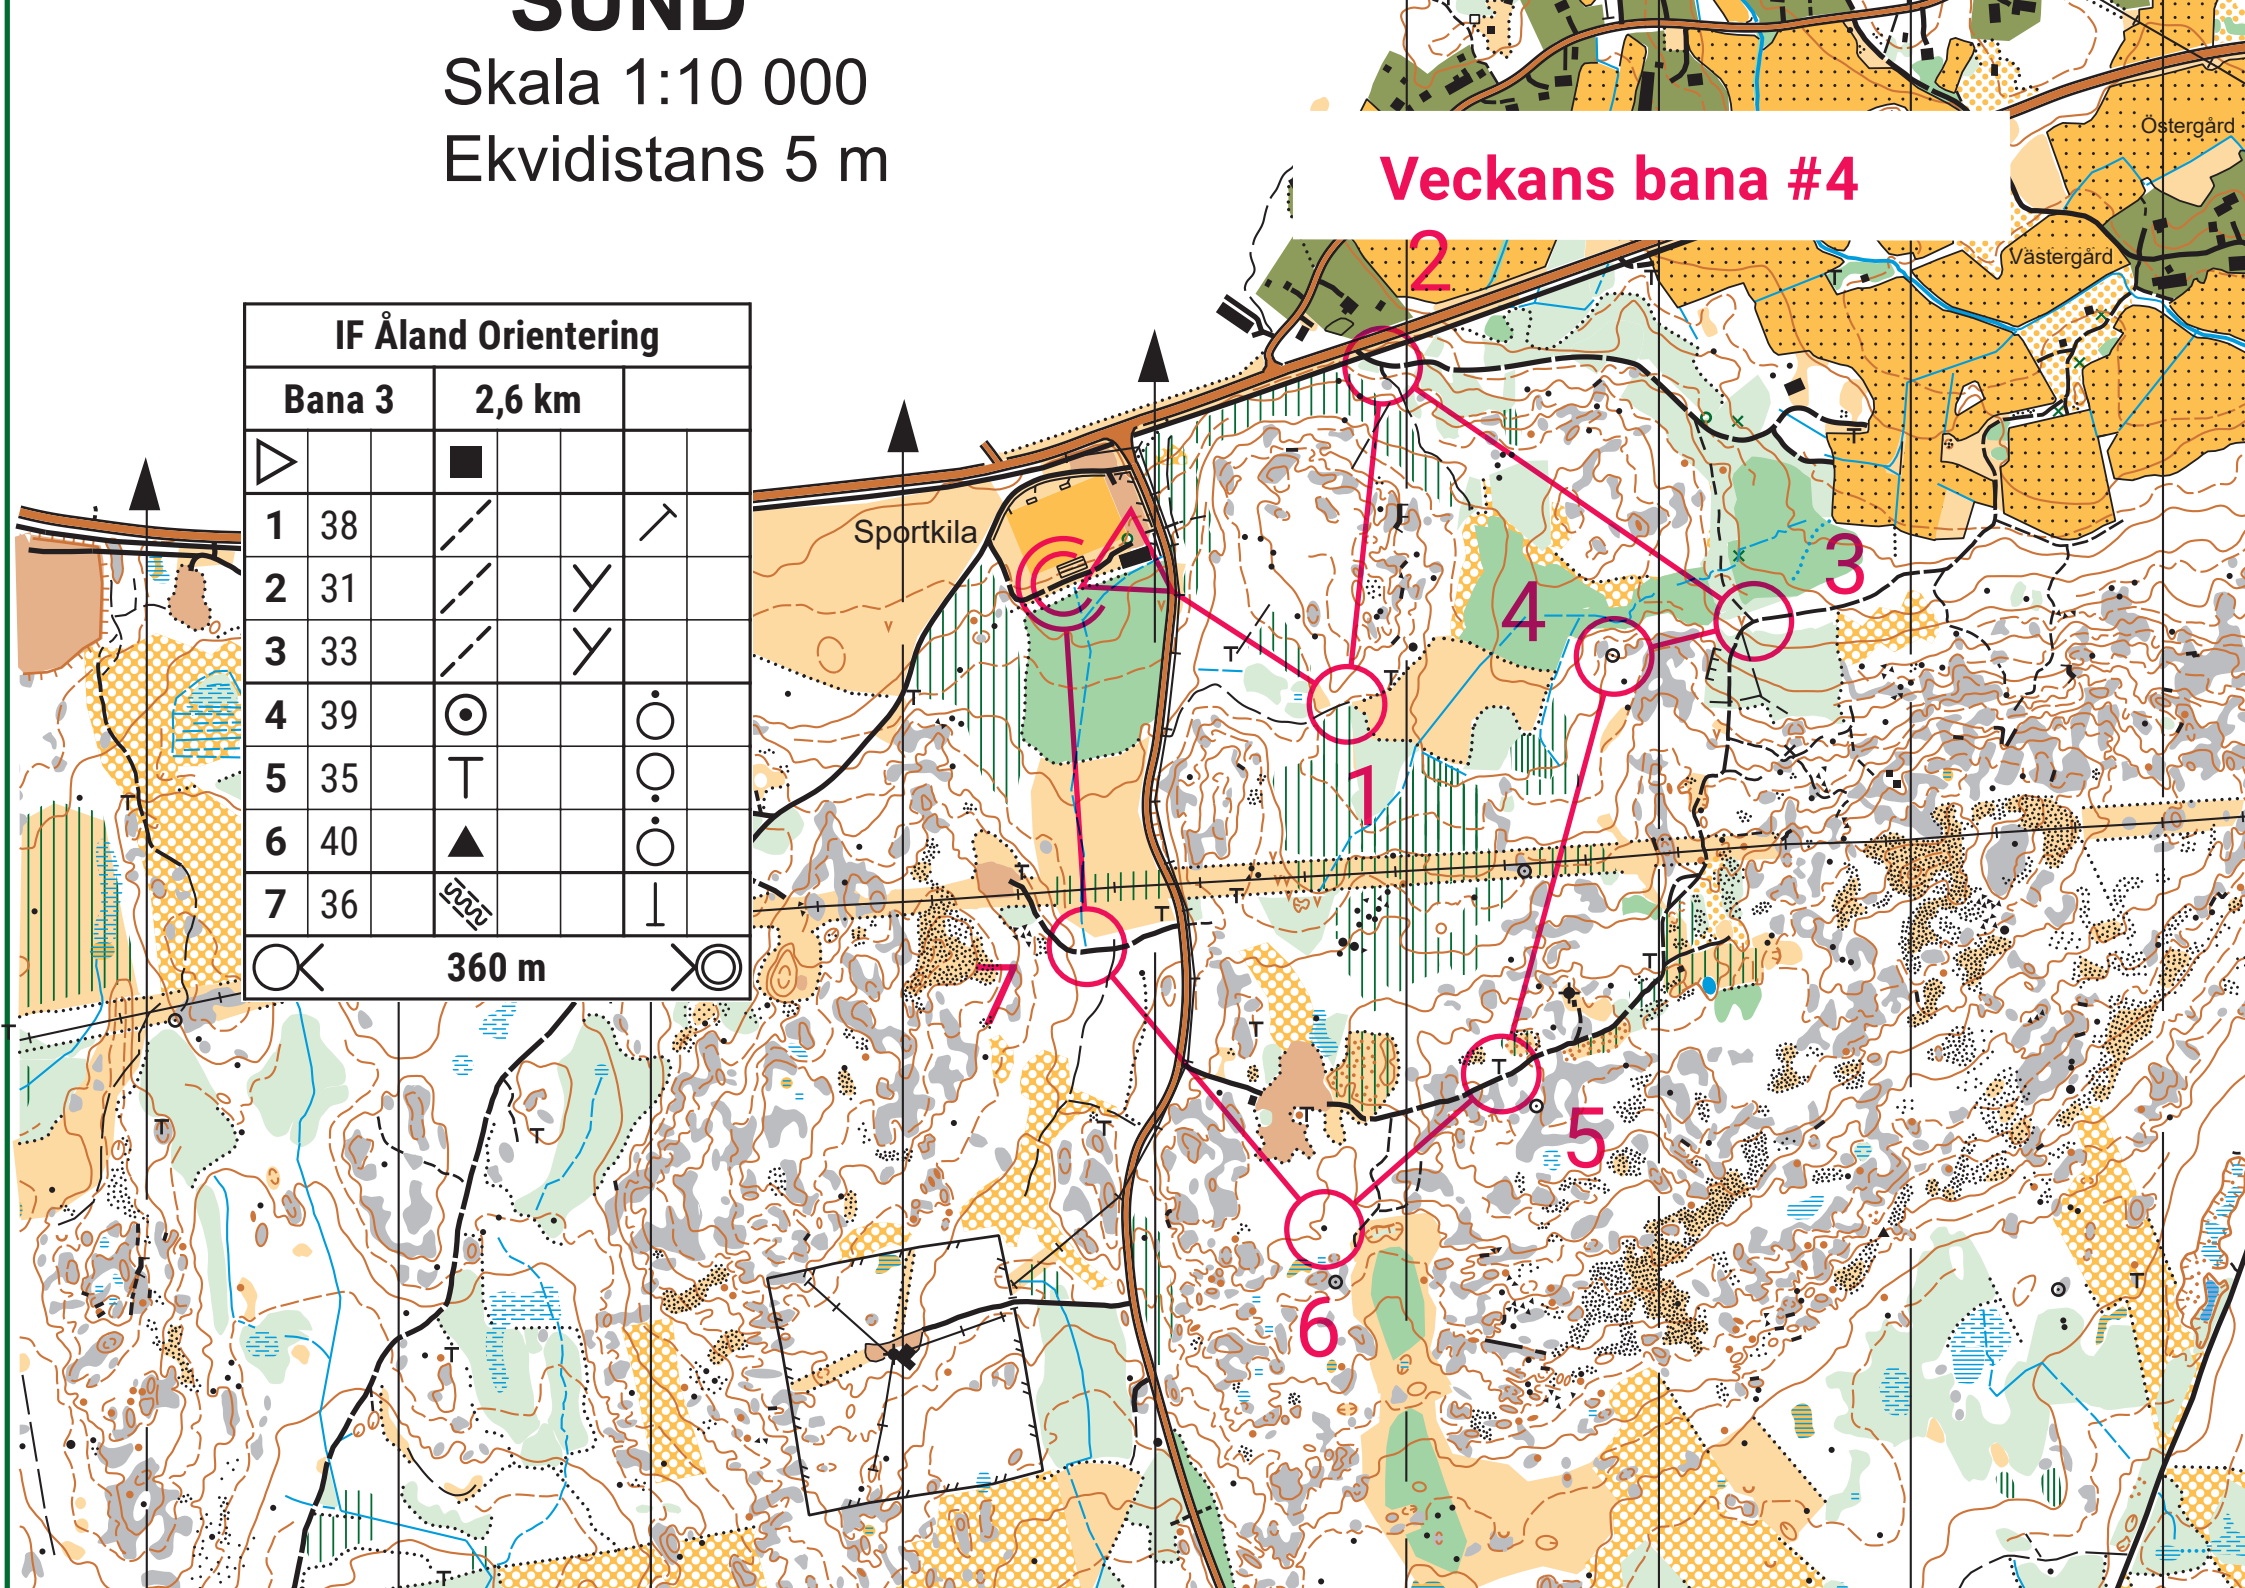 SUND
Skala 1:10 000
Ekvidistans 5 m
Veckans bana #4
Östergård
Västergård
Sportkila
IF Åland Orientering
Bana 3 2,6 km
1 38
2 31
3 33
4 39
5 35
6 40
7 36
360 m
2
3
4
1
7
5
6